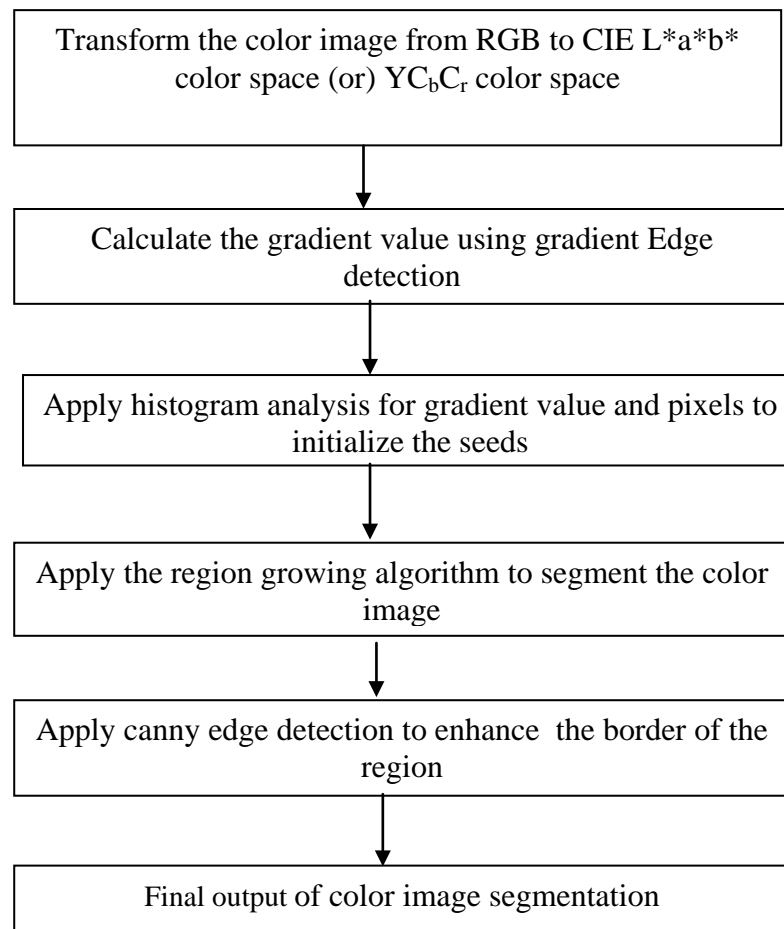 Transform the color image from RGB to CIE L*a*b*
color space (or) YCbCr color space
Calculate the gradient value using gradient Edge
detection
Apply histogram analysis for gradient value and pixels to
initialize the seeds
Apply the region growing algorithm to segment the color
image
Apply canny edge detection to enhance  the border of the
region
Final output of color image segmentation